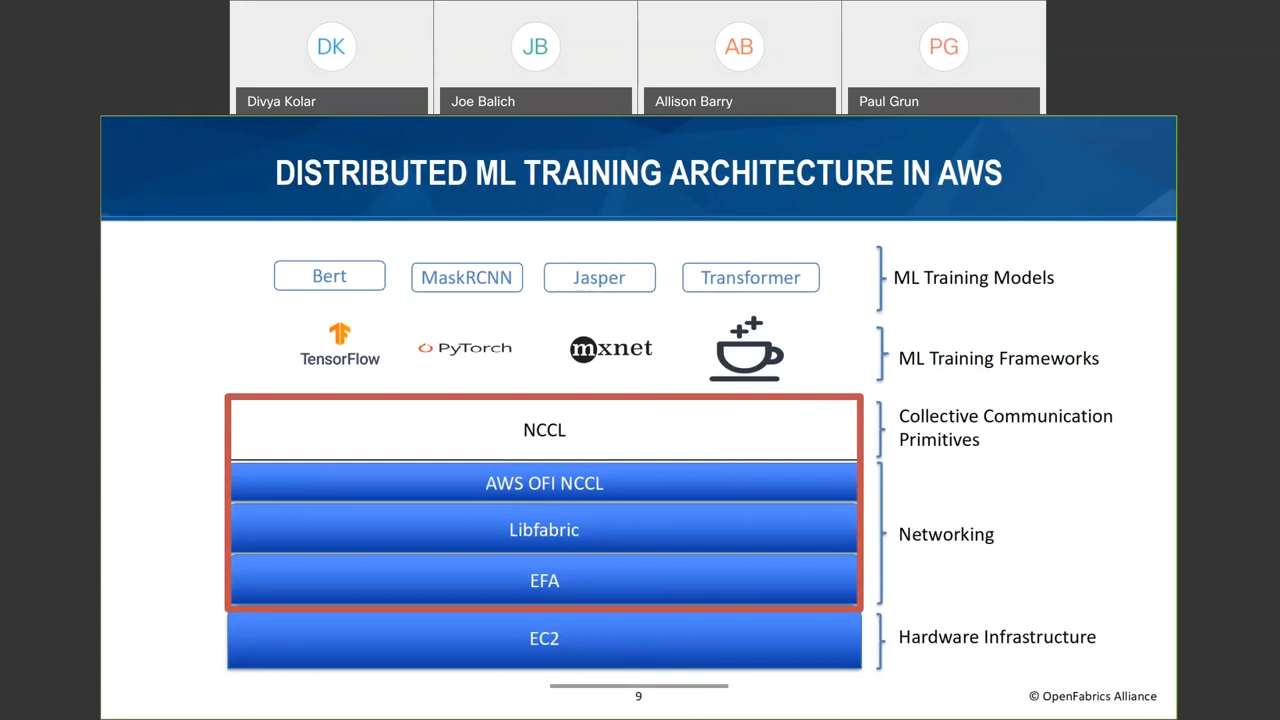 DK
JB
AB
PG
Divya Kolar
Joe Balich
Allison Barry
Paul Grun
DISTRIBUTED ML TRAINING ARCHITECTURE IN AWS
Bert
MaskRCNN
Jasper
Transformer
ML Training Models
TensorFlow
PyTorch
mxnet
ML Training Frameworks
NCCL
Collective Communication
Primitives
AWS OFI NCCL
Libfabric
EFA
Networking
EC2
Hardware Infrastructure
9
© OpenFabrics Alliance